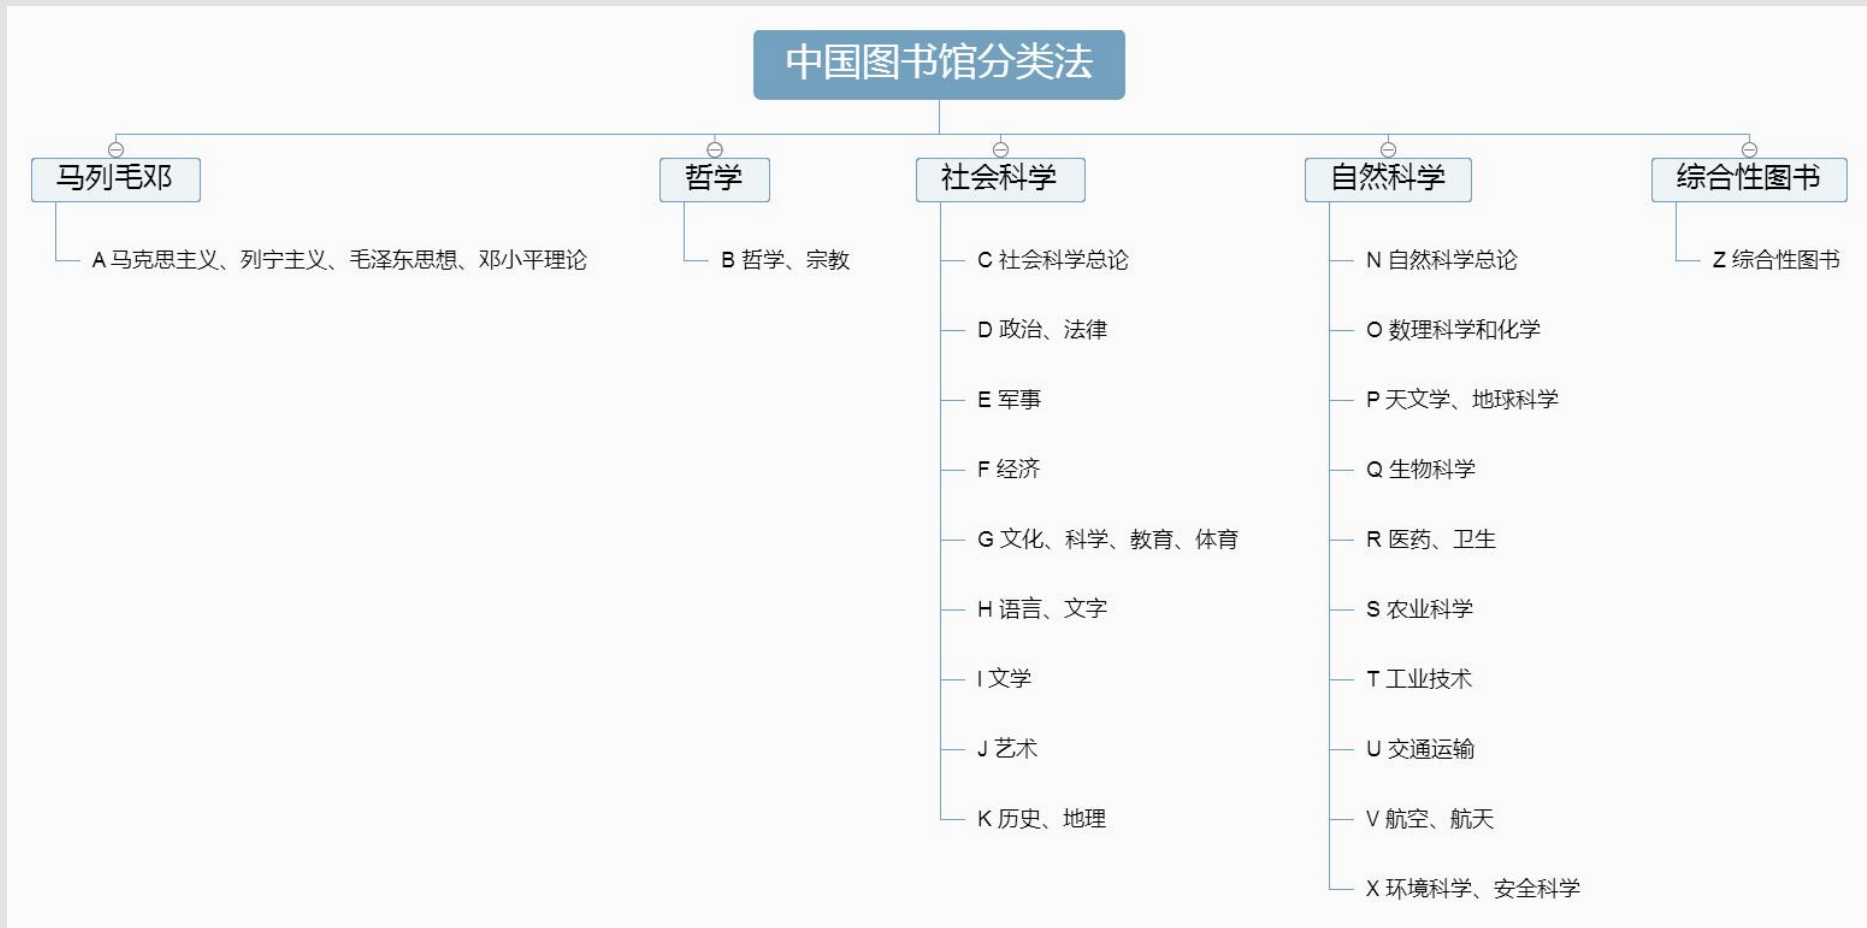 中国图书馆分类法
马列毛邓
A 马克思主义、列宁主义、毛泽东思想、邓小平理论
哲学
B 哲学、宗教
社会科学
C 社会科学总论
D 政治、法律
E 军事
F 经济
G 文化、科学、教育、体育
H 语言、文字
I 文学
J 艺术
K 历史、地理
自然科学
N 自然科学总论
O 数理科学和化学
P 天文学、地球科学
Q 生物科学
R 医药、卫生
S 农业科学
T 工业技术
U 交通运输
V 航空、航天
X 环境科学、安全科学
综合性图书
Z 综合性图书